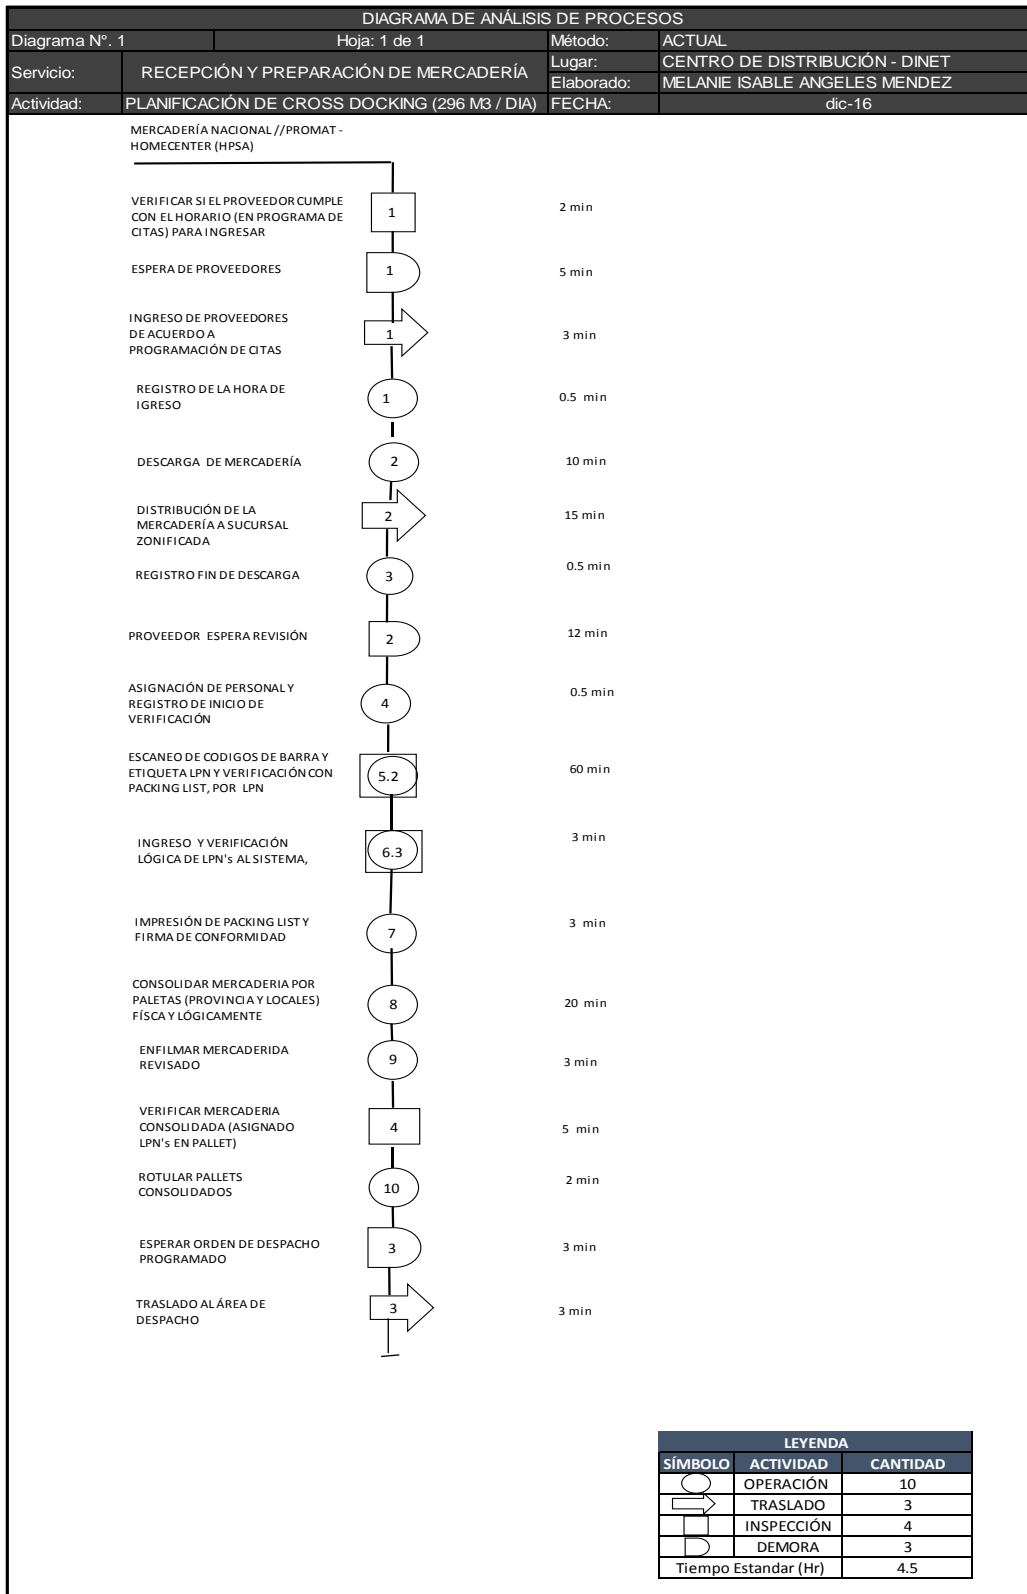 DIAGRAMA DE ANÁLISIS DE PROCESOS
Diagrama N°. 1 Hoja: 1 de 1 Método: ACTUAL
Servicio: RECEPCIÓN Y PREPARACIÓN DE MERCADERÍA Lugar: CENTRO DE DISTRIBUCIÓN - DINET
Elaborado: MELANIE ISABLE ANGELES MENDEZ
Actividad: PLANIFICACIÓN DE CROSS DOCKING (296 M3 / DIA) FECHA: dic-16
MERCADERÍA NACIONAL //PROMAT -
HOMECENTER (HPSA)
VERIFICAR SI EL PROVEEDOR CUMPLE
CON EL HORARIO (EN PROGRAMA DE
CITAS) PARA INGRESAR
1
2 min
ESPERA DE PROVEEDORES
1
5 min
INGRESO DE PROVEEDORES
DE ACUERDO A
PROGRAMACIÓN DE CITAS
1
3 min
REGISTRO DE LA HORA DE
IGRESO
1
0.5 min
DESCARGA DE MERCADERÍA
2
10 min
DISTRIBUCIÓN DE LA
MERCADERÍA A SUCURSAL
ZONIFICADA
2
15 min
REGISTRO FIN DE DESCARGA
3
0.5 min
PROVEEDOR ESPERA REVISIÓN
2
12 min
ASIGNACIÓN DE PERSONAL Y
REGISTRO DE INICIO DE
VERIFICACIÓN
4
0.5 min
ESCANEO DE CODIGOS DE BARRA Y
ETIQUETA LPN Y VERIFICACIÓN CON
PACKING LIST, POR LPN
5.2
60 min
INGRESO Y VERIFICACIÓN
LÓGICA DE LPN's AL SISTEMA,
6.3
3 min
IMPRESIÓN DE PACKING LIST Y
FIRMA DE CONFORMIDAD
7
3 min
CONSOLIDAR MERCADERIA POR
PALETAS (PROVINCIA Y LOCALES)
FÍSCA Y LÓGICAMENTE
8
20 min
ENFILMAR MERCADERIDA
REVISADO
9
3 min
VERIFICAR MERCADERIA
CONSOLIDADA (ASIGNADO
LPN's EN PALLET)
4
5 min
ROTULAR PALLETS
CONSOLIDADOS
10
2 min
ESPERAR ORDEN DE DESPACHO
PROGRAMADO
3
3 min
TRASLADO AL ÁREA DE
DESPACHO
3
3 min
LEYENDA
SÍMBOLO ACTIVIDAD CANTIDAD
OPERACIÓN 10
TRASLADO 3
INSPECCIÓN 4
DEMORA 3
Tiempo Estandar (Hr) 4.5